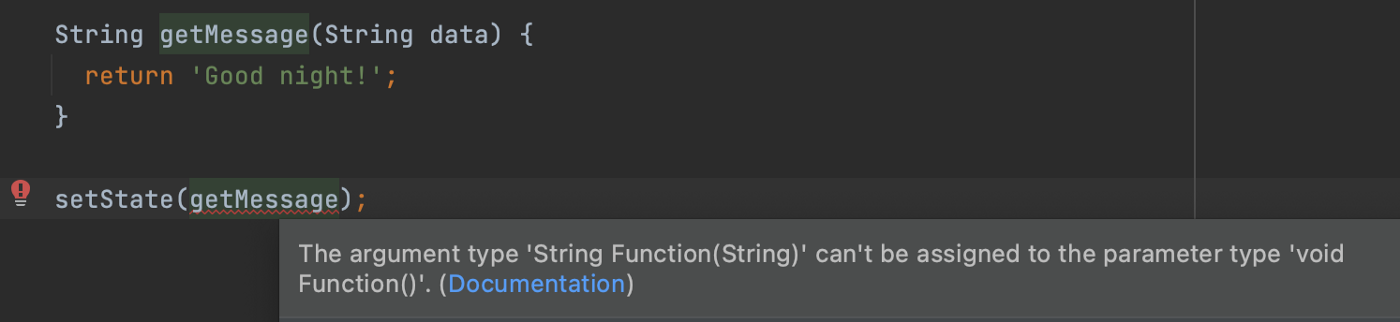 String getMessage(String data) {
return 'Good night!';
}
setState(getMessage);
The argument type 'String Function(String)' can't be assigned to the parameter type 'void
Function()'. (Documentation)